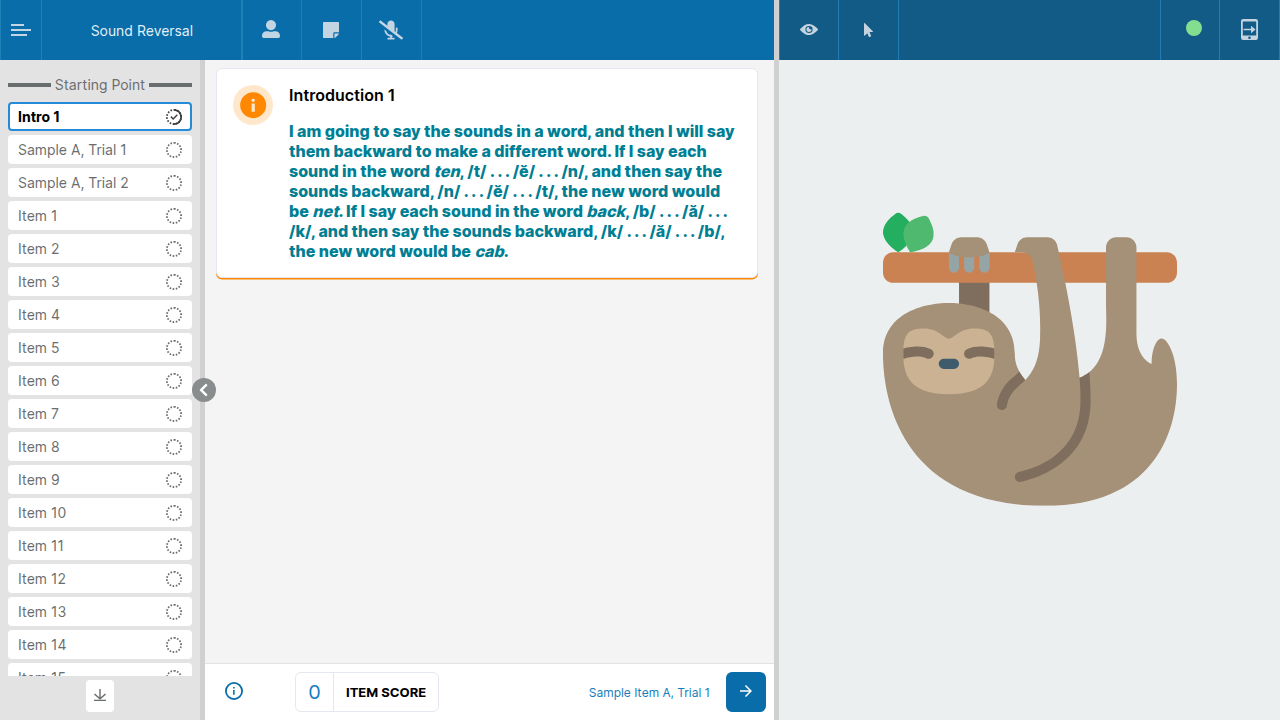 Sound Reversal
Starting Point
Intro 1
Sample A, Trial 1
Sample A, Trial 2
Item 1
Item 2
Item 3
Item 4
Item 5
Item 6
Item 7
Item 8
Item 9
Item 10
Item 11
Item 12
Item 13
Item 14
Item 15
Introduction 1
I am going to say the sounds in a word, and then I will say
them backward to make a different word. If I say each
sound in the word ten, /t/ . . . /ĕ/ . . . /n/, and then say the
sounds backward, /n/ . . . /ĕ/ . . . /t/, the new word would
be net. If I say each sound in the word back, /b/ . . . /ă/ . . .
/k/, and then say the sounds backward, /k/ . . . /ă/ . . . /b/,
the new word would be cab.
0 ITEM SCORE
Sample Item A, Trial 1